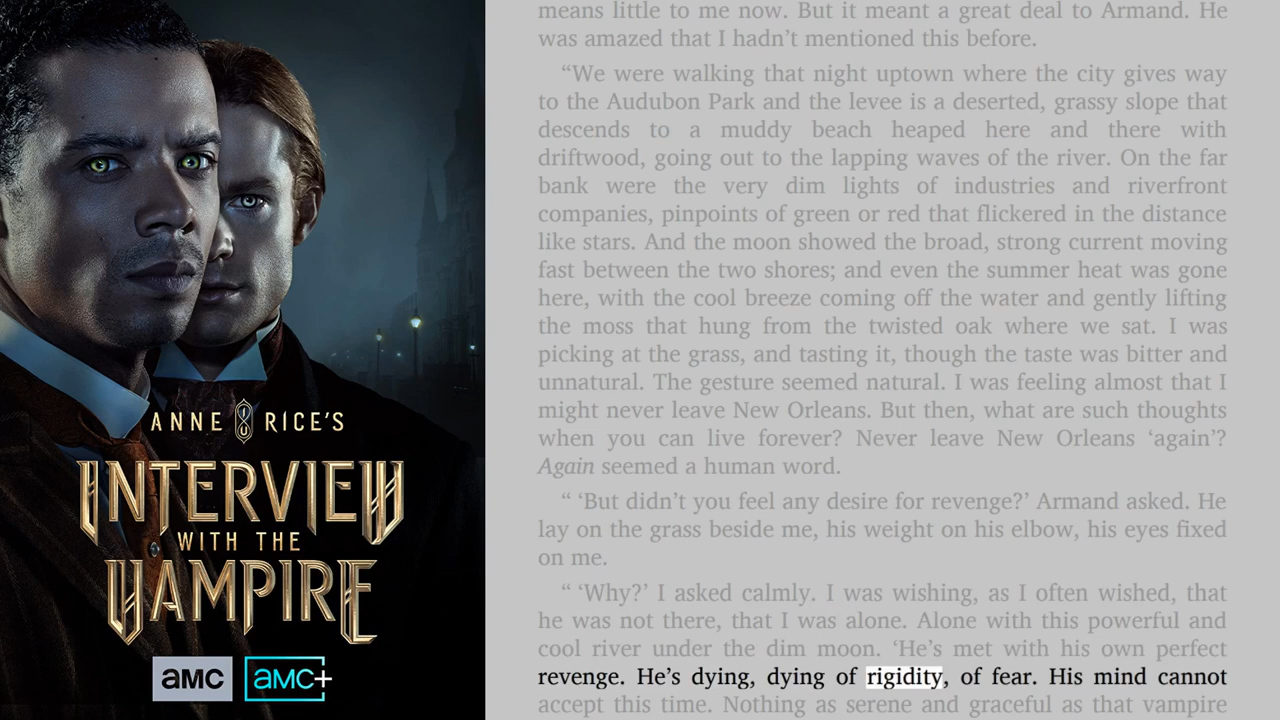 ANNE RICE'S
INTERVIEW
WITH THE
VAMPIRE
aMC
aMC+
means little to me now. But it meant a great deal to Armand. He
was amazed that I hadn’t mentioned this before.
“We were walking that night uptown where the city gives way
to the Audubon Park and the levee is a deserted, grassy slope that
descends to a muddy beach heaped here and there with
driftwood, going out to the lapping waves of the river. On the far
bank were the very dim lights of industries and riverfront
companies, pinpoints of green or red that flickered in the distance
like stars. And the moon showed the broad, strong current moving
fast between the two shores; and even the summer heat was gone
here, with the cool breeze coming off the water and gently lifting
the moss that hung from the twisted oak where we sat. I was
picking at the grass, and tasting it, though the taste was bitter and
unnatural. The gesture seemed natural. I was feeling almost that I
might never leave New Orleans. But then, what are such thoughts
when you can live forever? Never leave New Orleans ‘again’?
Again seemed a human word.
“ ‘But didn’t you feel any desire for revenge?’ Armand asked. He
lay on the grass beside me, his weight on his elbow, his eyes fixed
on me.
“ ‘Why?’ I asked calmly. I was wishing, as I often wished, that
he was not there, that I was alone. Alone with this powerful and
cool river under the dim moon. ‘He’s met with his own perfect
revenge. He’s dying, dying of rigidity, of fear. His mind cannot
accept this time. Nothing as serene and graceful as that vampire